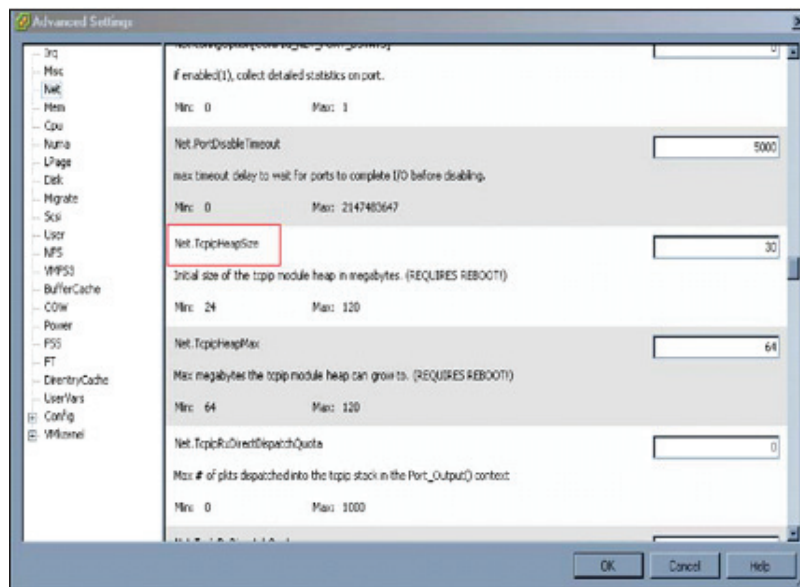 Advanced Settings
Irq
Msc
Net
Mem
Cpu
Numa
LPage
Disk
Migrate
Scsi
User
NFS
VMFS3
BufferCache
COW
Power
FSS
FT
DirentryCache
UserVars
Config
VMkernel
0
if enabled(1), collect detailed statistics on port.
Min: 0 Max: 1
Net.PortDisableTimeout 5000
max timeout delay to wait for ports to complete I/O before disabling.
Min: 0 Max: 2147483647
Net.TcpipHeapSize 30
Initial size of the tcpip module heap in megabytes. (REQUIRES REBOOT!)
Min: 24 Max: 120
Net.TcpipHeapMax 64
Max megabytes the tcpip module heap can grow to. (REQUIRES REBOOT!)
Min: 64 Max: 120
Net.TcpipRxDirectDispatchQuota 0
Max # of pkts dispatched into the tcpip stack in the Port_Output() context
Min: 0 Max: 1000
OK Cancel Help